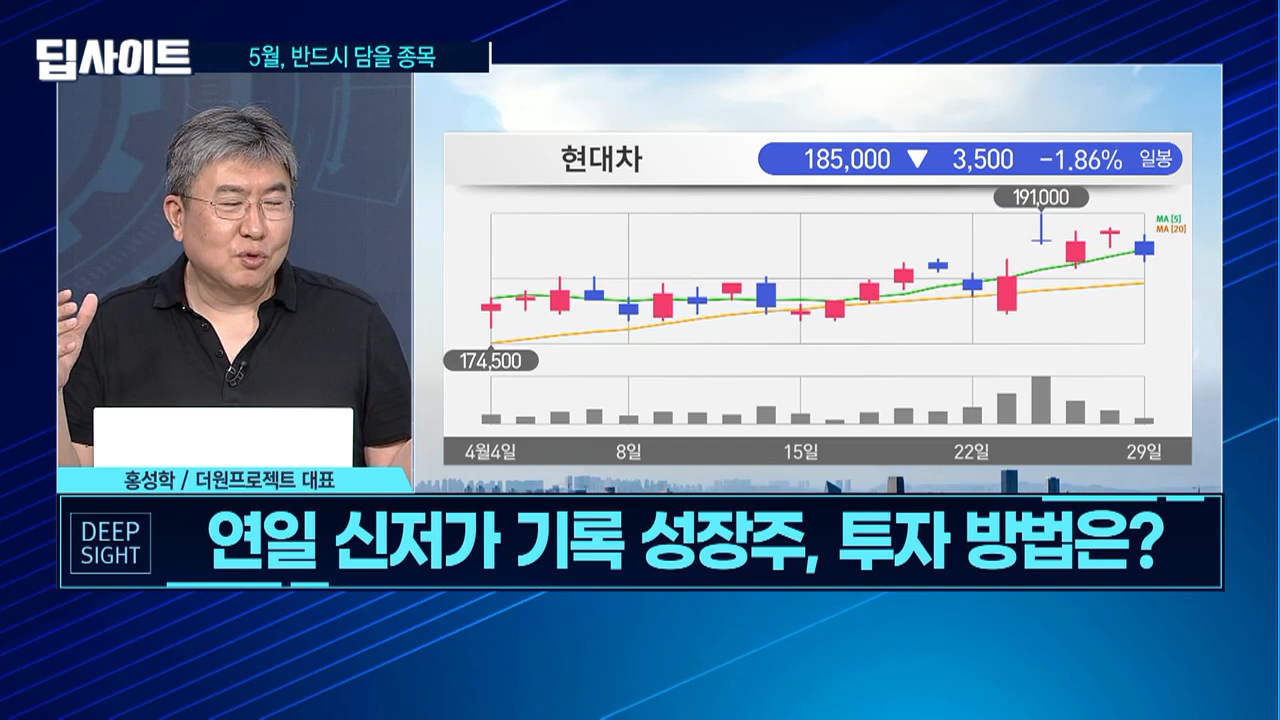 딥사이트
5월, 반드시 담을 종목
현대차
185,000 ▼ 3,500 -1.86% 일봉
191,000
MA [5]
MA [20]
174,500
4월4일 8일 15일 22일 29일
홍성학 / 더원프로젝트 대표
DEEP
SIGHT
연일 신저가 기록 성장주, 투자 방법은?